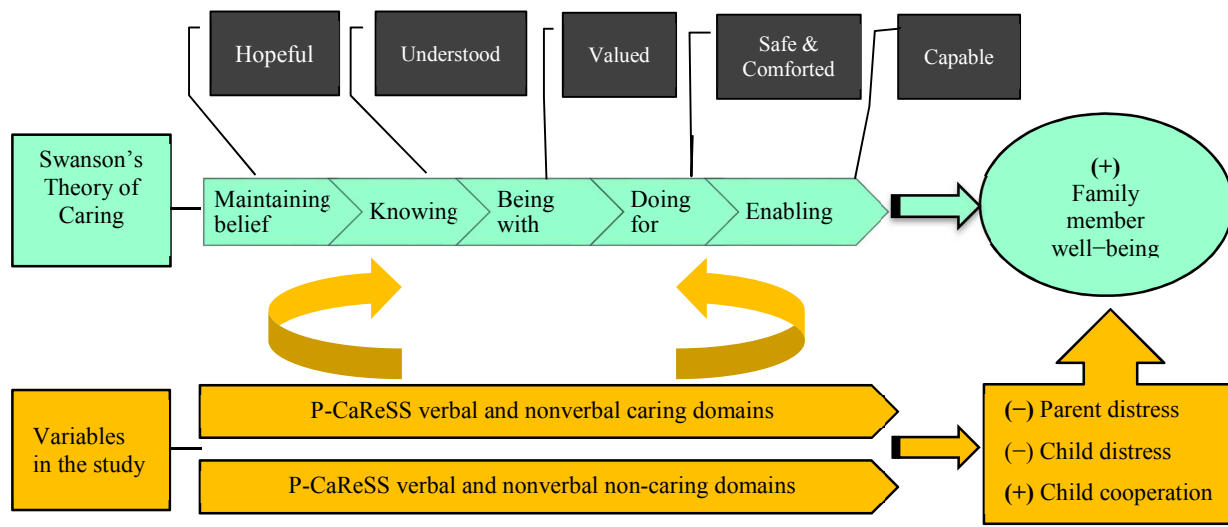 Hopeful
Understood
Valued
Safe &
Comforted
Capable
Swanson’s
Theory of
Caring
Maintaining
belief
Knowing
Being
with
Doing
for
Enabling
(+)
Family
member
well−being
Variables
in the study
P-CaReSS verbal and nonverbal caring domains
P-CaReSS verbal and nonverbal non-caring domains
(−) Parent distress
(−) Child distress
(+) Child cooperation